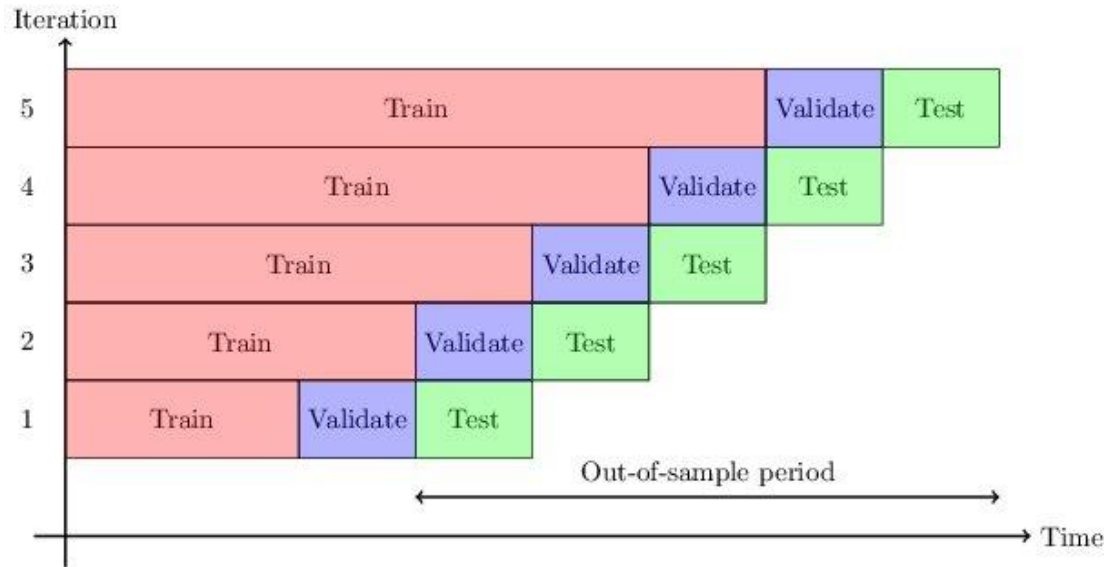 Iteration
5 Train Validate Test
4 Train Validate Test
3 Train Validate Test
2 Train Validate Test
1 Train Validate Test
Out-of-sample period
Time